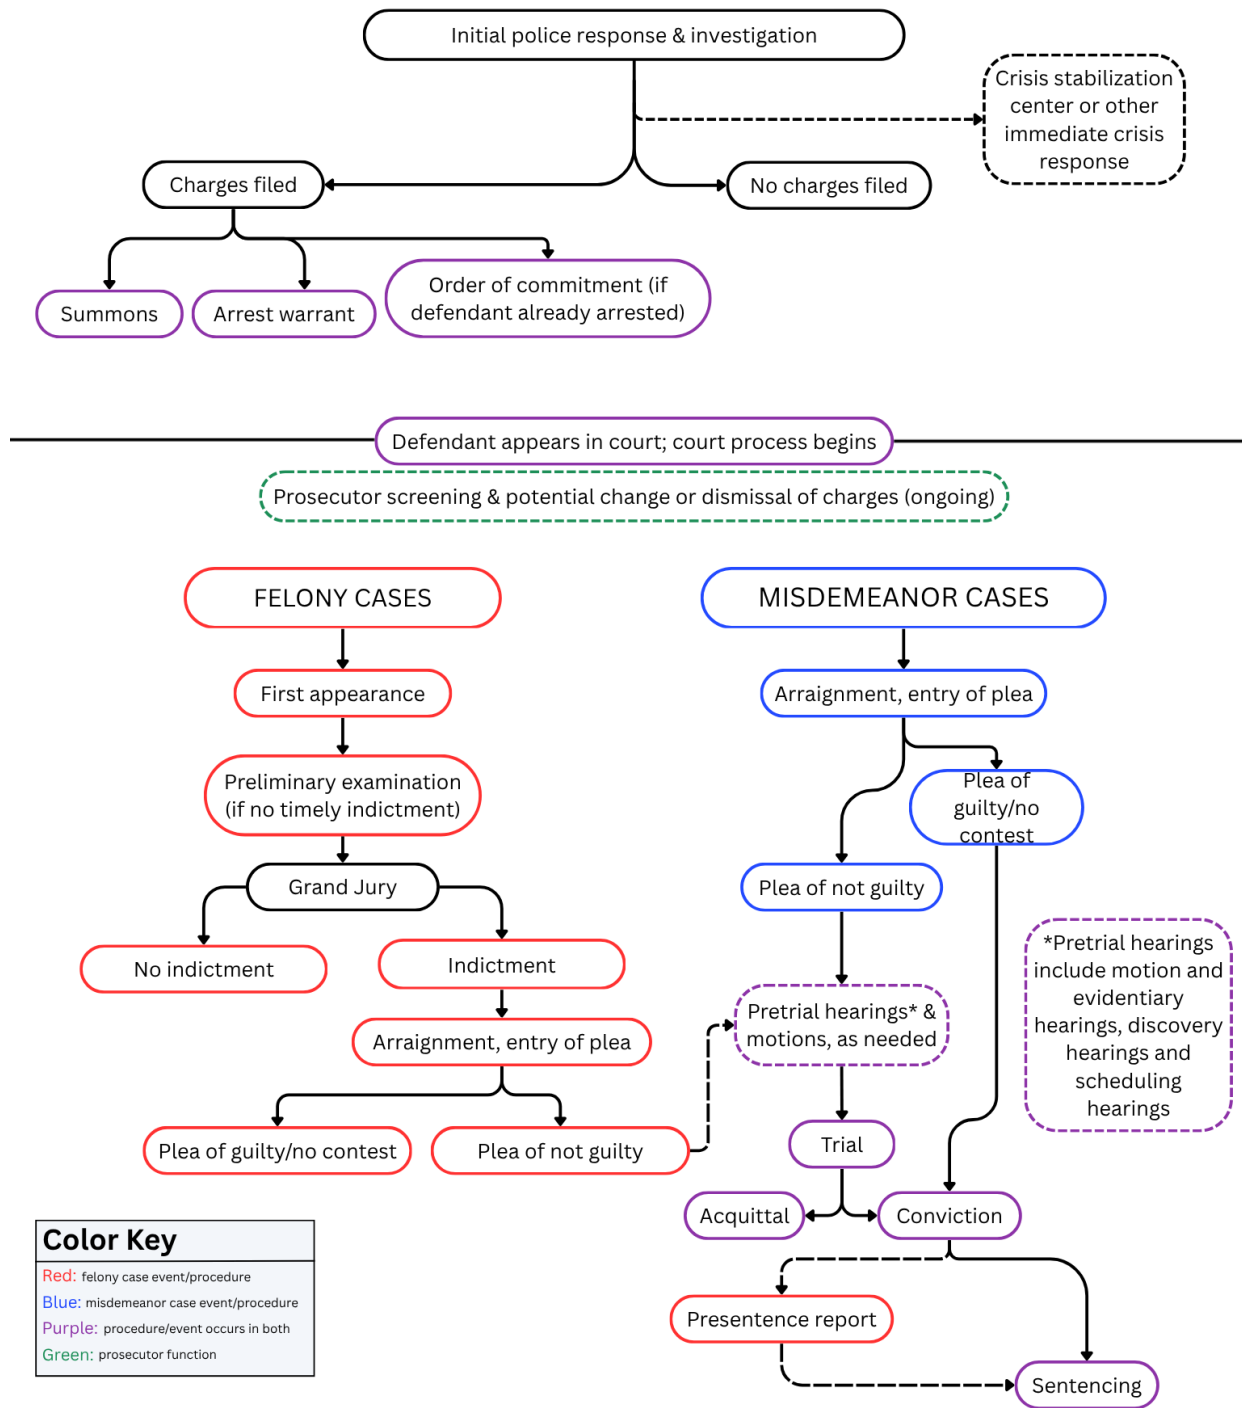 Initial police response & investigation
Crisis stabilization
center or other
immediate crisis
response
Charges filed
No charges filed
Summons
Arrest warrant
Order of commitment (if
defendant already arrested)
Defendant appears in court; court process begins
Prosecutor screening & potential change or dismissal of charges (ongoing)
FELONY CASES
MISDEMEANOR CASES
First appearance
Arraignment, entry of plea
Preliminary examination
(if no timely indictment)
Plea of
guilty/no
contest
Grand Jury
Plea of not guilty
No indictment
Indictment
*Pretrial hearings
include motion and
evidentiary
hearings, discovery
hearings and
scheduling
hearings
Pretrial hearings* &
motions, as needed
Arraignment, entry of plea
Plea of guilty/no contest
Plea of not guilty
Trial
Acquittal
Conviction
Color Key
Red: felony case event/procedure
Blue: misdemeanor case event/procedure
Purple: procedure/event occurs in both
Green: prosecutor function
Presentence report
Sentencing